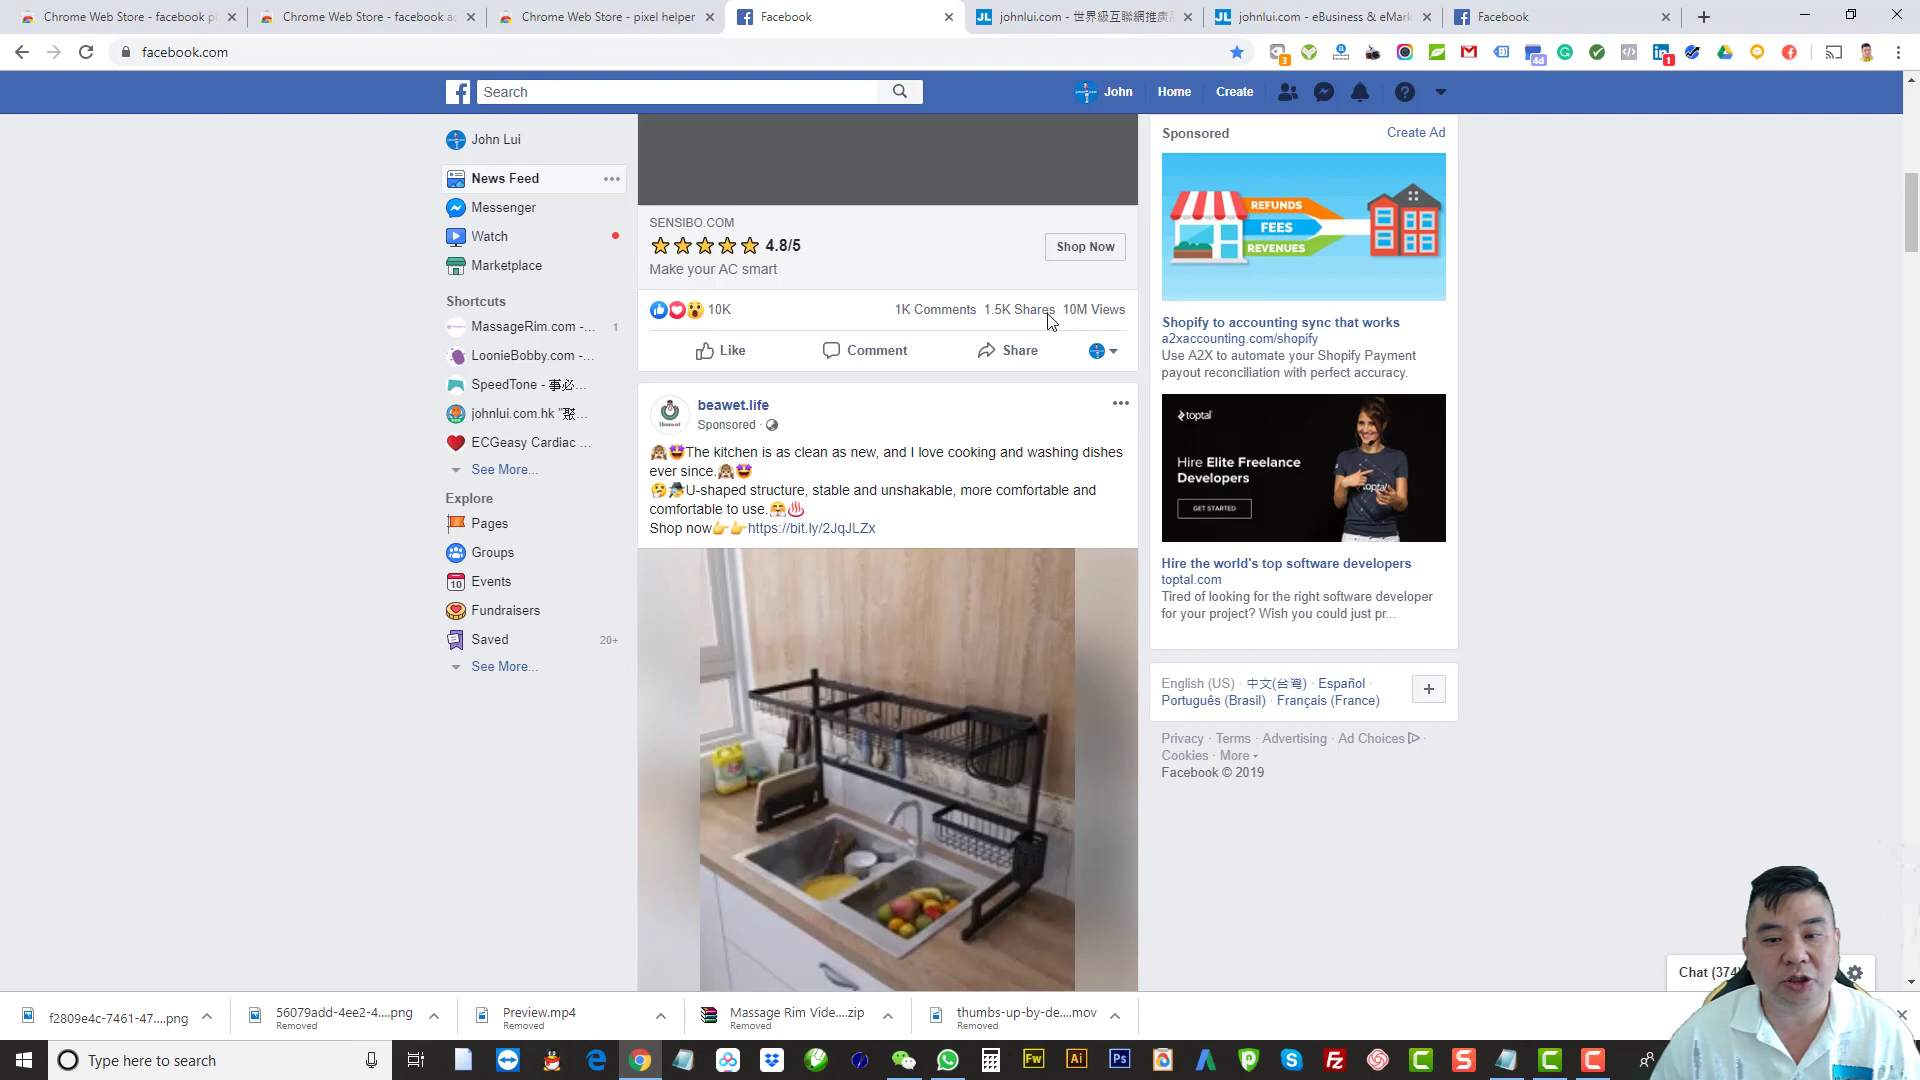 Chrome Web Store - facebook pi
Chrome Web Store - facebook ac
Chrome Web Store - pixel helper
Facebook
johnlui.com - 世界級互聯網推廣
johnlui.com - eBusiness & eMark
Facebook
facebook.com
3
4d
1
Search
John
Home
Create
John Lui
News Feed
Messenger
Watch
Marketplace
Shortcuts
MassageRim.com -... 1
LoonieBobby.com -...
SpeedTone - 事必...
johnlui.com.hk "聚...
ECGeasy Cardiac ...
See More...
Explore
Pages
Groups
10 Events
Fundraisers
Saved 20+
See More...
SENSIBO.COM
4.8/5
Make your AC smart
Shop Now
10K
1K Comments 1.5K Shares 10M Views
Like Comment Share
beawet.life
Sponsored ·
🙈🤩The kitchen is as clean as new, and I love cooking and washing dishes
ever since.🙈🤩
🤔🕵U-shaped structure, stable and unshakable, more comfortable and
comfortable to use.🤗♨
Shop now👉👉https://bit.ly/2JqJLZx
Sponsored
Create Ad
REFUNDS
FEES
REVENUES
Shopify to accounting sync that works
a2xaccounting.com/shopify
Use A2X to automate your Shopify Payment
payout reconciliation with perfect accuracy.
toptal
Hire Elite Freelance
Developers
GET STARTED
toptal
Hire the world's top software developers
toptal.com
Tired of looking for the right software developer
for your project? Wish you could just pr...
English (US) · 中文(台灣) · Español ·
Português (Brasil) · Français (France)
Privacy · Terms · Advertising · Ad Choices ·
Cookies · More
Facebook © 2019
Chat (374
f2809e4c-7461-47....png
56079add-4ee2-4....png
Removed
Preview.mp4
Removed
Massage Rim Vide....zip
Removed
thumbs-up-by-de....mov
Removed
Type here to search
Fw
Ai
Ps